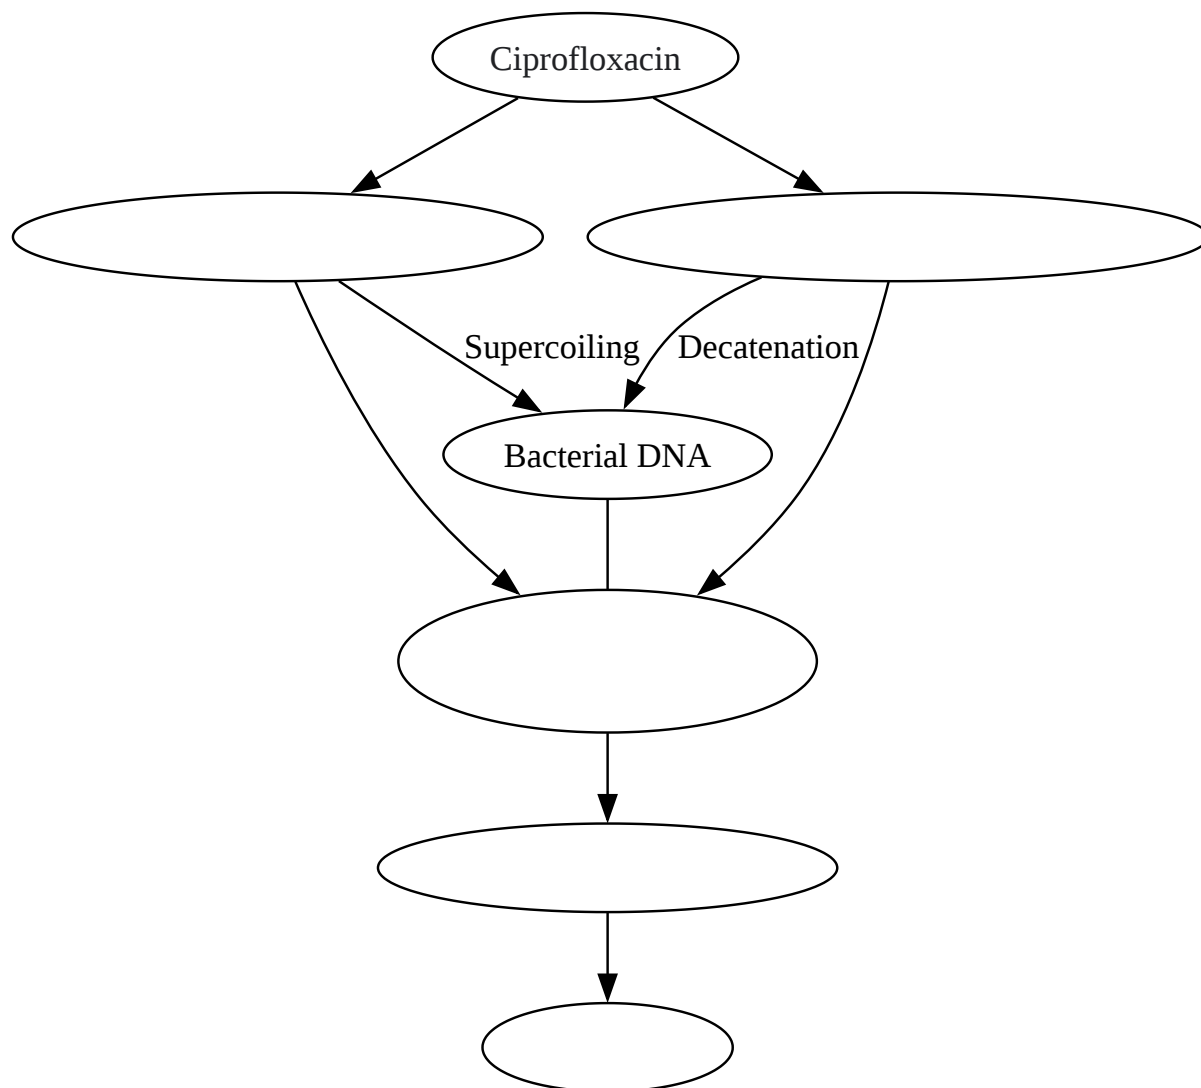 Ciprofloxacin
Supercoiling
Decatenation
Bacterial DNA